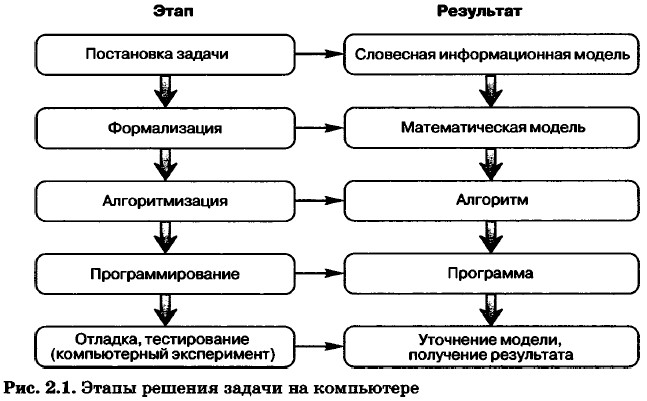 Этап Результат
Постановка задачи Словесная информационная модель
Формализация Математическая модель
Алгоритмизация Алгоритм
Программирование Программа
Отладка, тестирование Уточнение модели,
(компьютерный эксперимент) получение результата
Рис. 2.1. Этапы решения задачи на компьютере